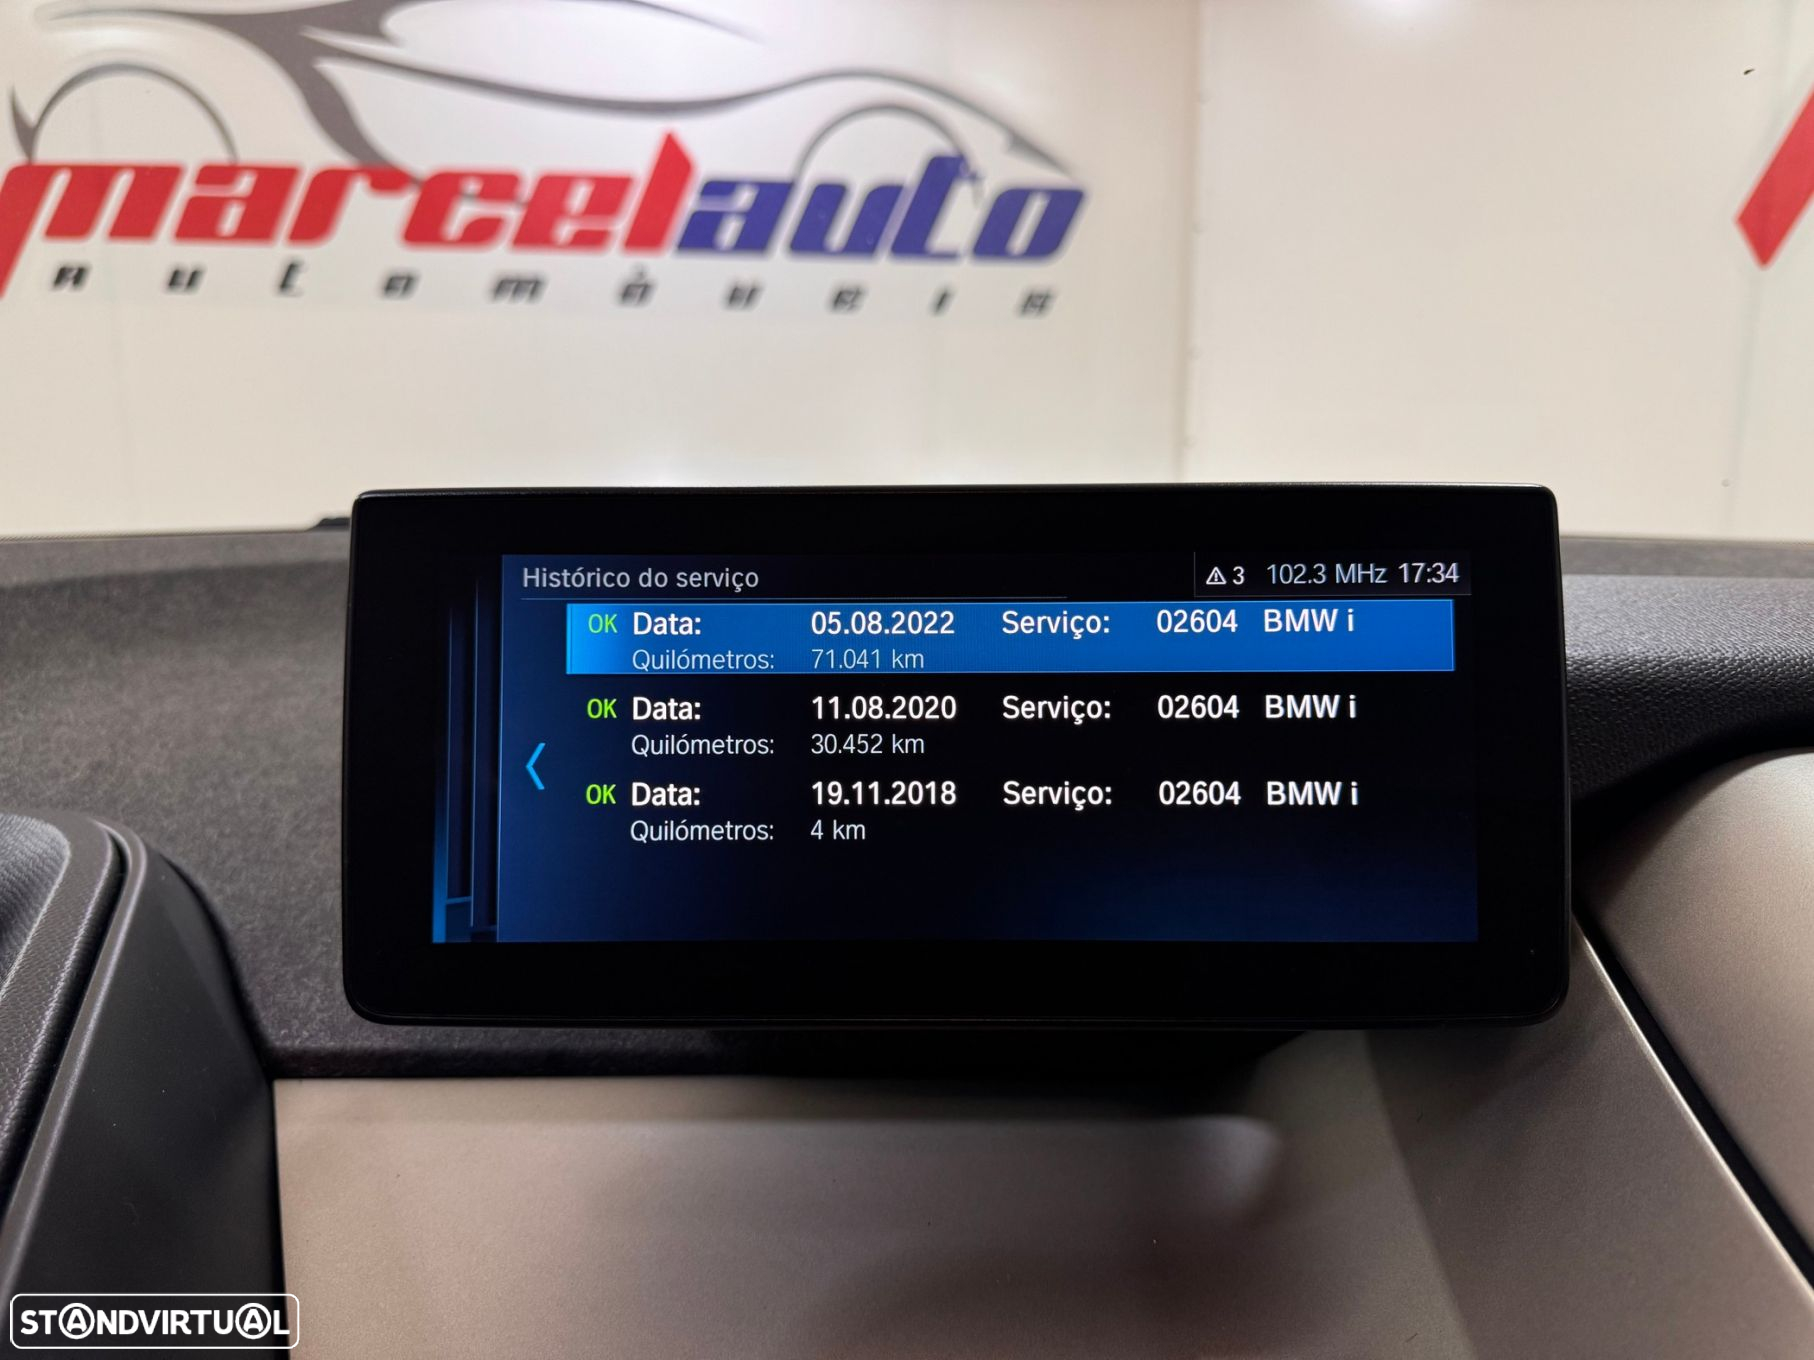 marcelauto
automóveis
Histórico do serviço
3 102.3 MHz 17:34
OK Data: 05.08.2022 Serviço: 02604 BMW i
Quilómetros: 71.041 km
OK Data: 11.08.2020 Serviço: 02604 BMW i
Quilómetros: 30.452 km
OK Data: 19.11.2018 Serviço: 02604 BMW i
Quilómetros: 4 km
STANDVIRTUAL